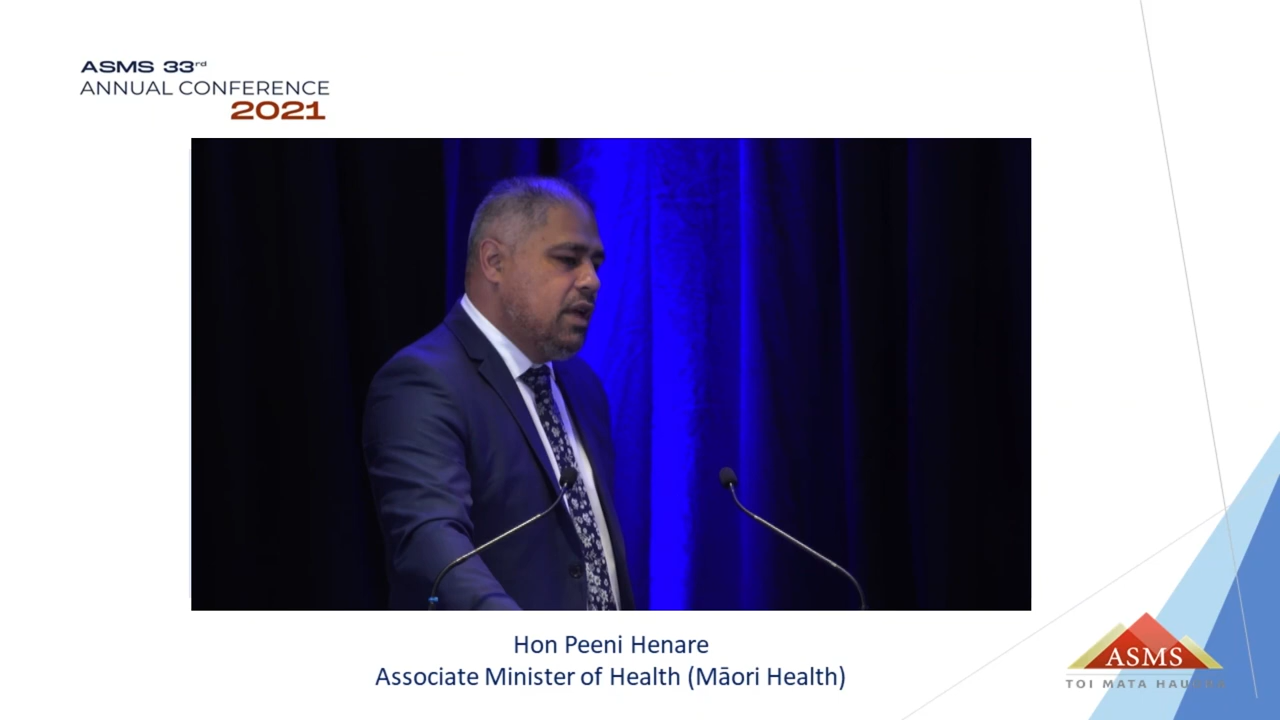 ASMS 33rd
ANNUAL CONFERENCE
2021
Hon Peeni Henare
Associate Minister of Health (Māori Health)
ASMS
TOI MATA HAUORA